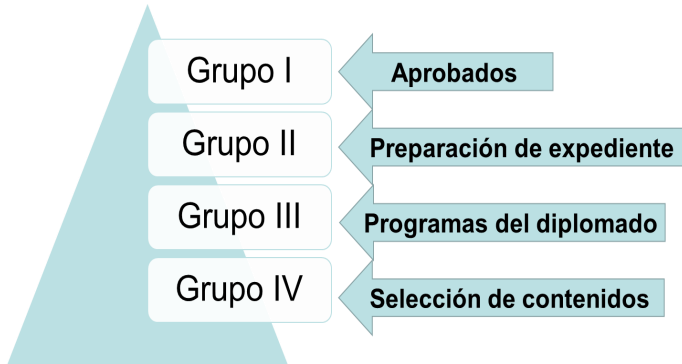 Grupo I
Aprobados
Grupo II
Preparación de expediente
Grupo III
Programas del diplomado
Grupo IV
Selección de contenidos